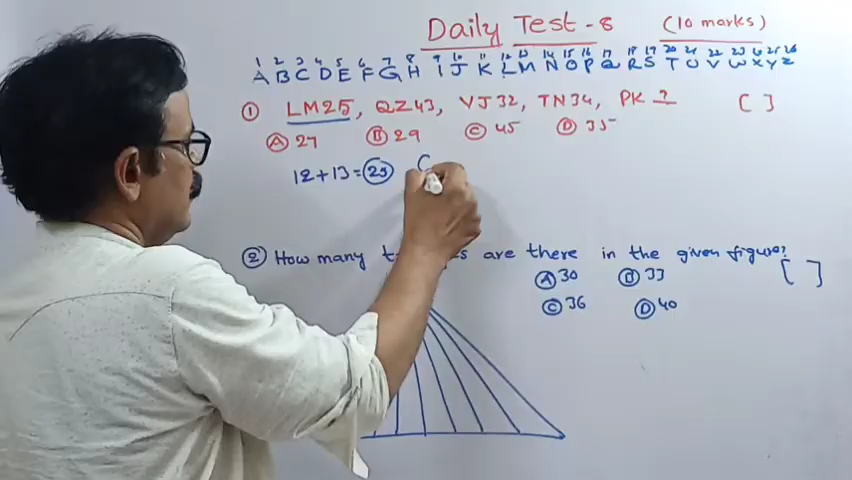 Daily Test-8 (10 marks)
1 2 3 4 5 6 7 8 9 10 11 12 13 14 15 16 17 18 19 20 21 22 23 24 25 26
A B C D E F G H I J K L M N O P Q R S T U V W X Y Z
① LM25, QZ43, VJ32, TN34, PK ? [ ]
Ⓐ 27 Ⓑ 29 Ⓒ 45 Ⓓ 35
12+13=25
② How many are there in the given figure? [ ]
Ⓐ 30 Ⓑ 33
Ⓒ 36 Ⓓ 40